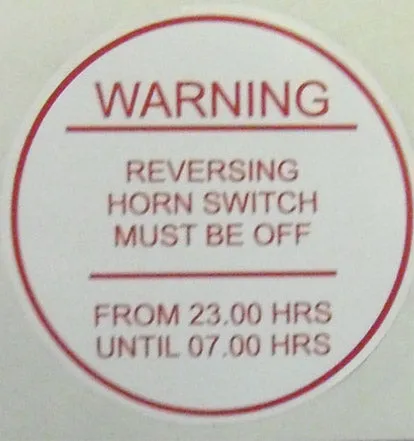 WARNING
REVERSING
HORN SWITCH
MUST BE OFF
FROM 23.00 HRS
UNTIL 07.00 HRS